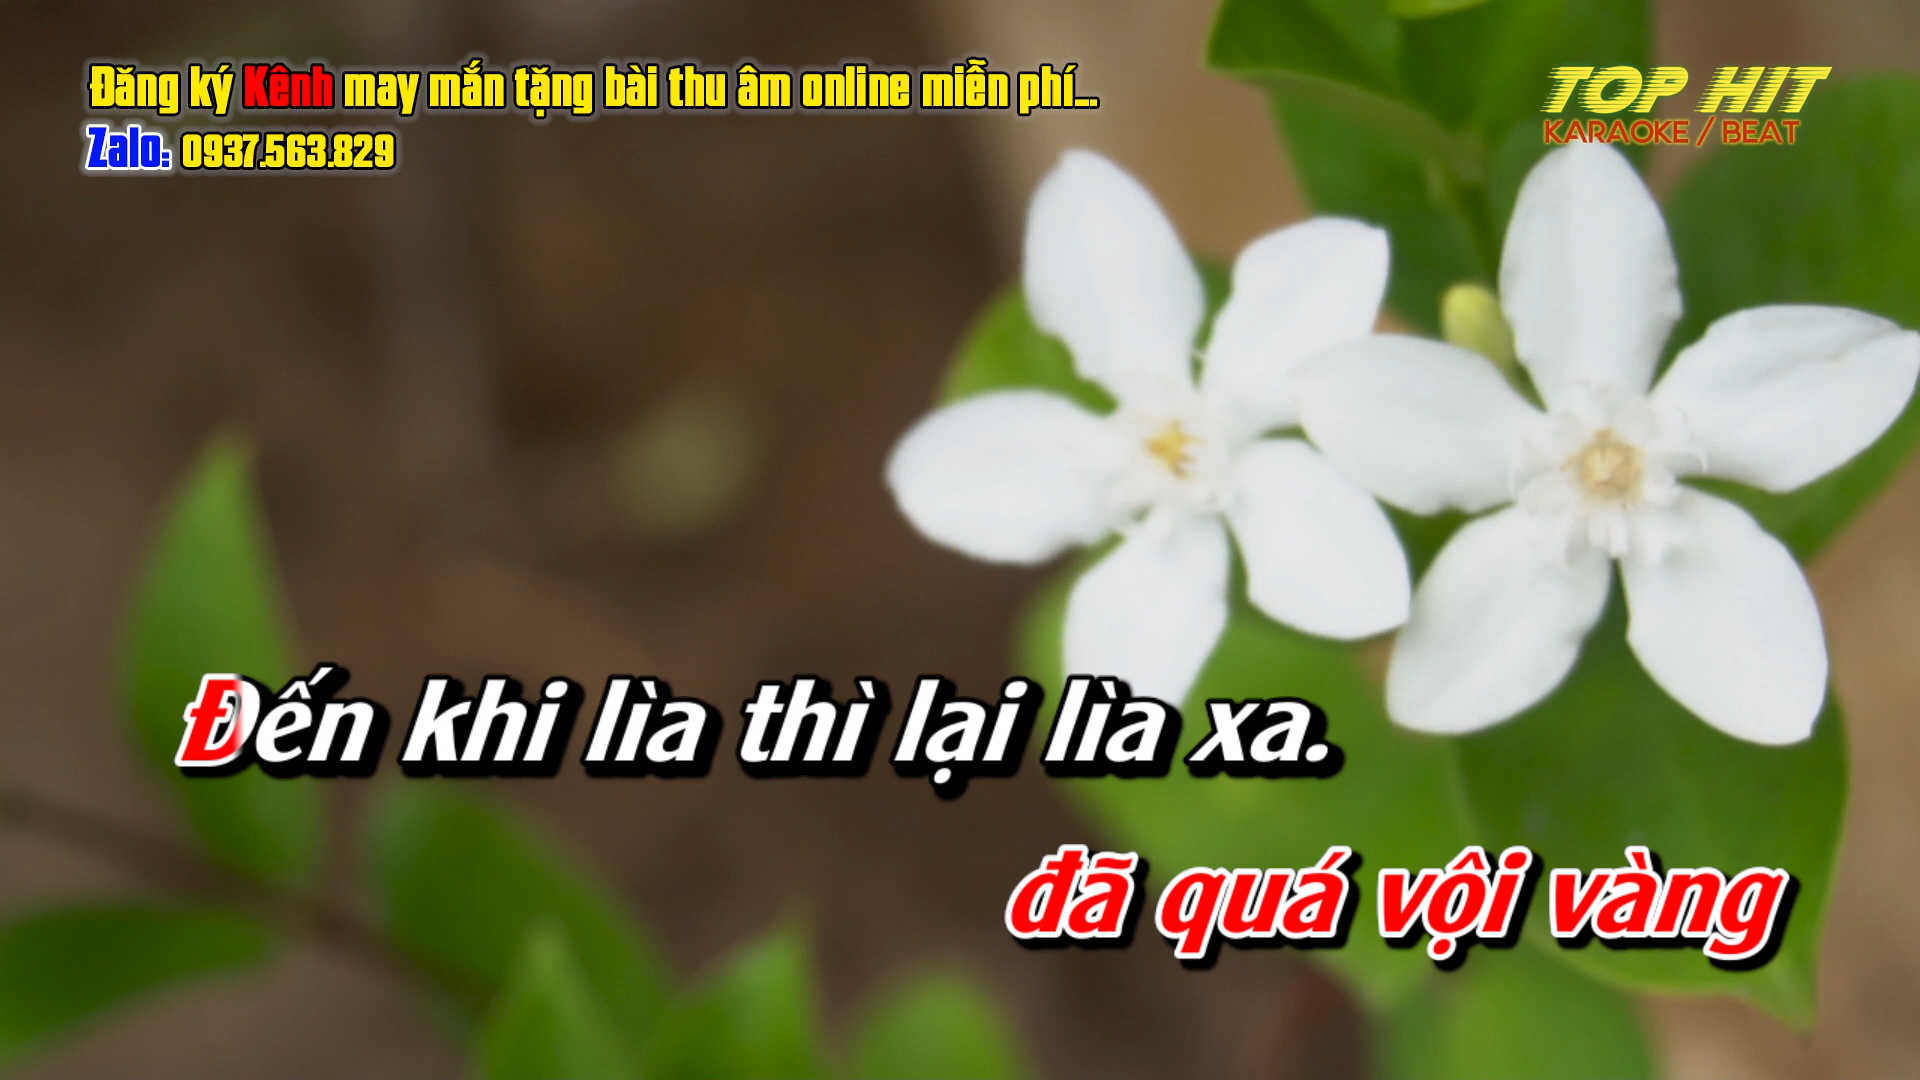 Đăng ký Kênh may mắn tặng bài thu âm online miễn phí...
Zalo: 0937.563.829
TOP HIT
KARAOKE / BEAT
Đến khi lìa thì lại lìa xa.
đã quá vội vàng